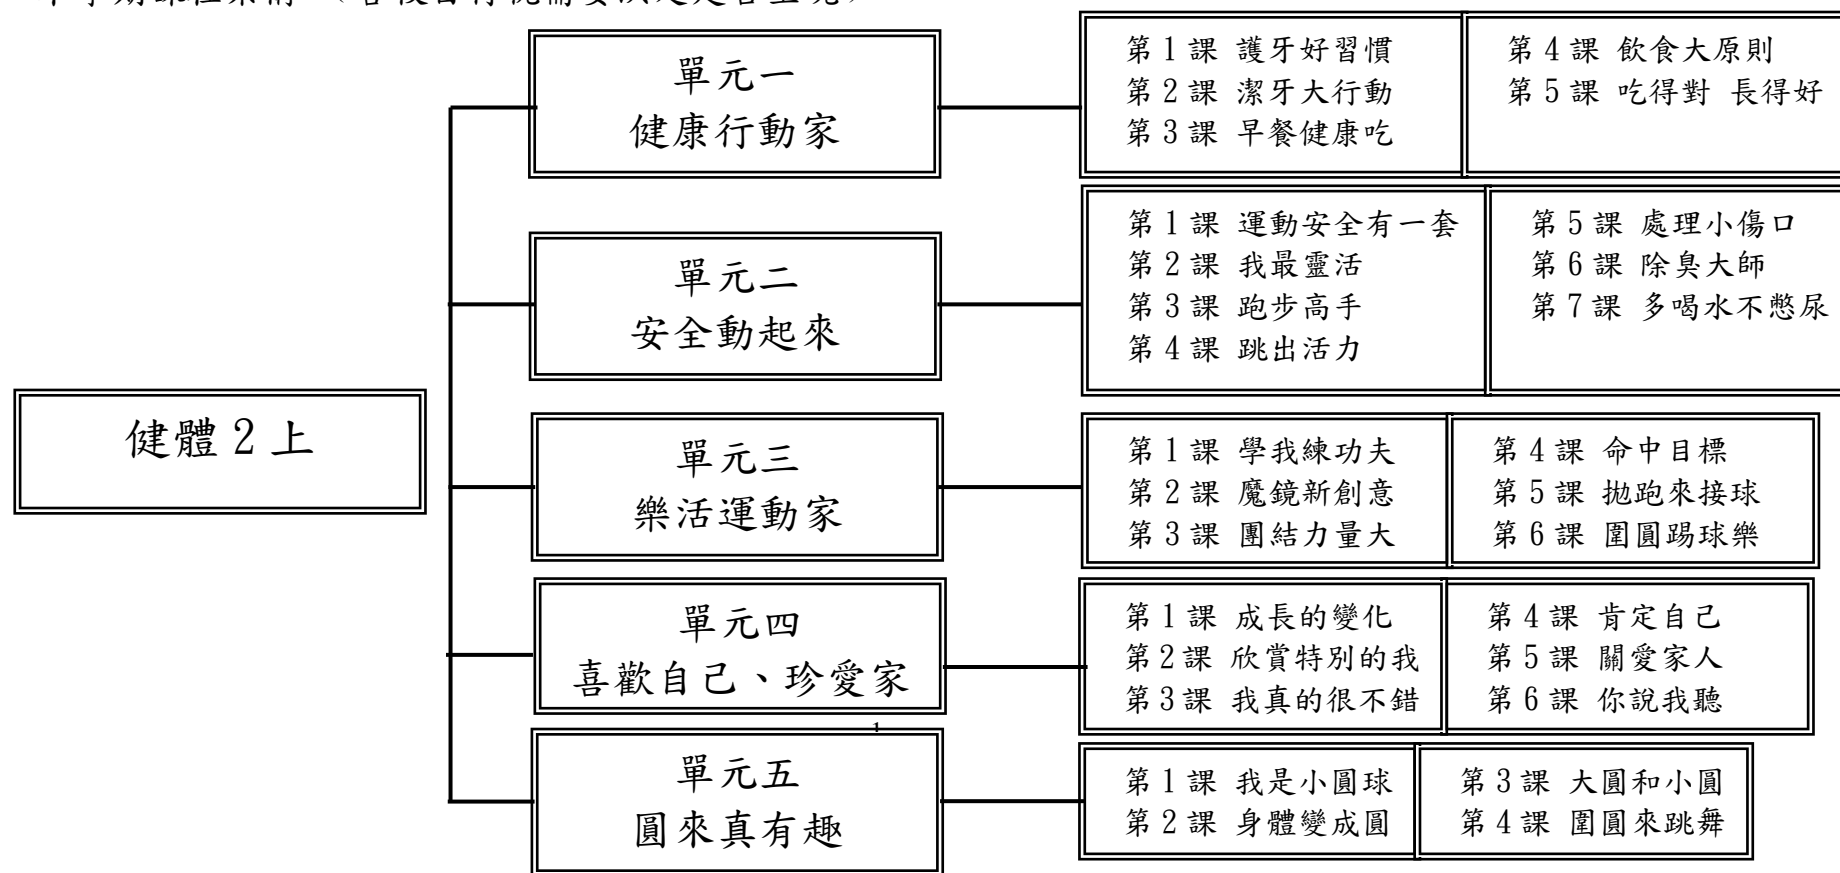 健體2上
單元一
健康行動家
第1課 護牙好習慣
第2課 潔牙大行動
第3課 早餐健康吃
第4課 飲食大原則
第5課 吃得對 長得好
單元二
安全動起來
第1課 運動安全有一套
第2課 我最靈活
第3課 跑步高手
第4課 跳出活力
第5課 處理小傷口
第6課 除臭大師
第7課 多喝水不憋尿
單元三
樂活運動家
第1課 學我練功夫
第2課 魔鏡新創意
第3課 團結力量大
第4課 命中目標
第5課 拋跑來接球
第6課 圍圓踢球樂
單元四
喜歡自己、珍愛家
第1課 成長的變化
第2課 欣賞特別的我
第3課 我真的很不錯
第4課 肯定自己
第5課 關愛家人
第6課 你說我聽
1
單元五
圓來真有趣
第1課 我是小圓球
第2課 身體變成圓
第3課 大圓和小圓
第4課 圍圓來跳舞